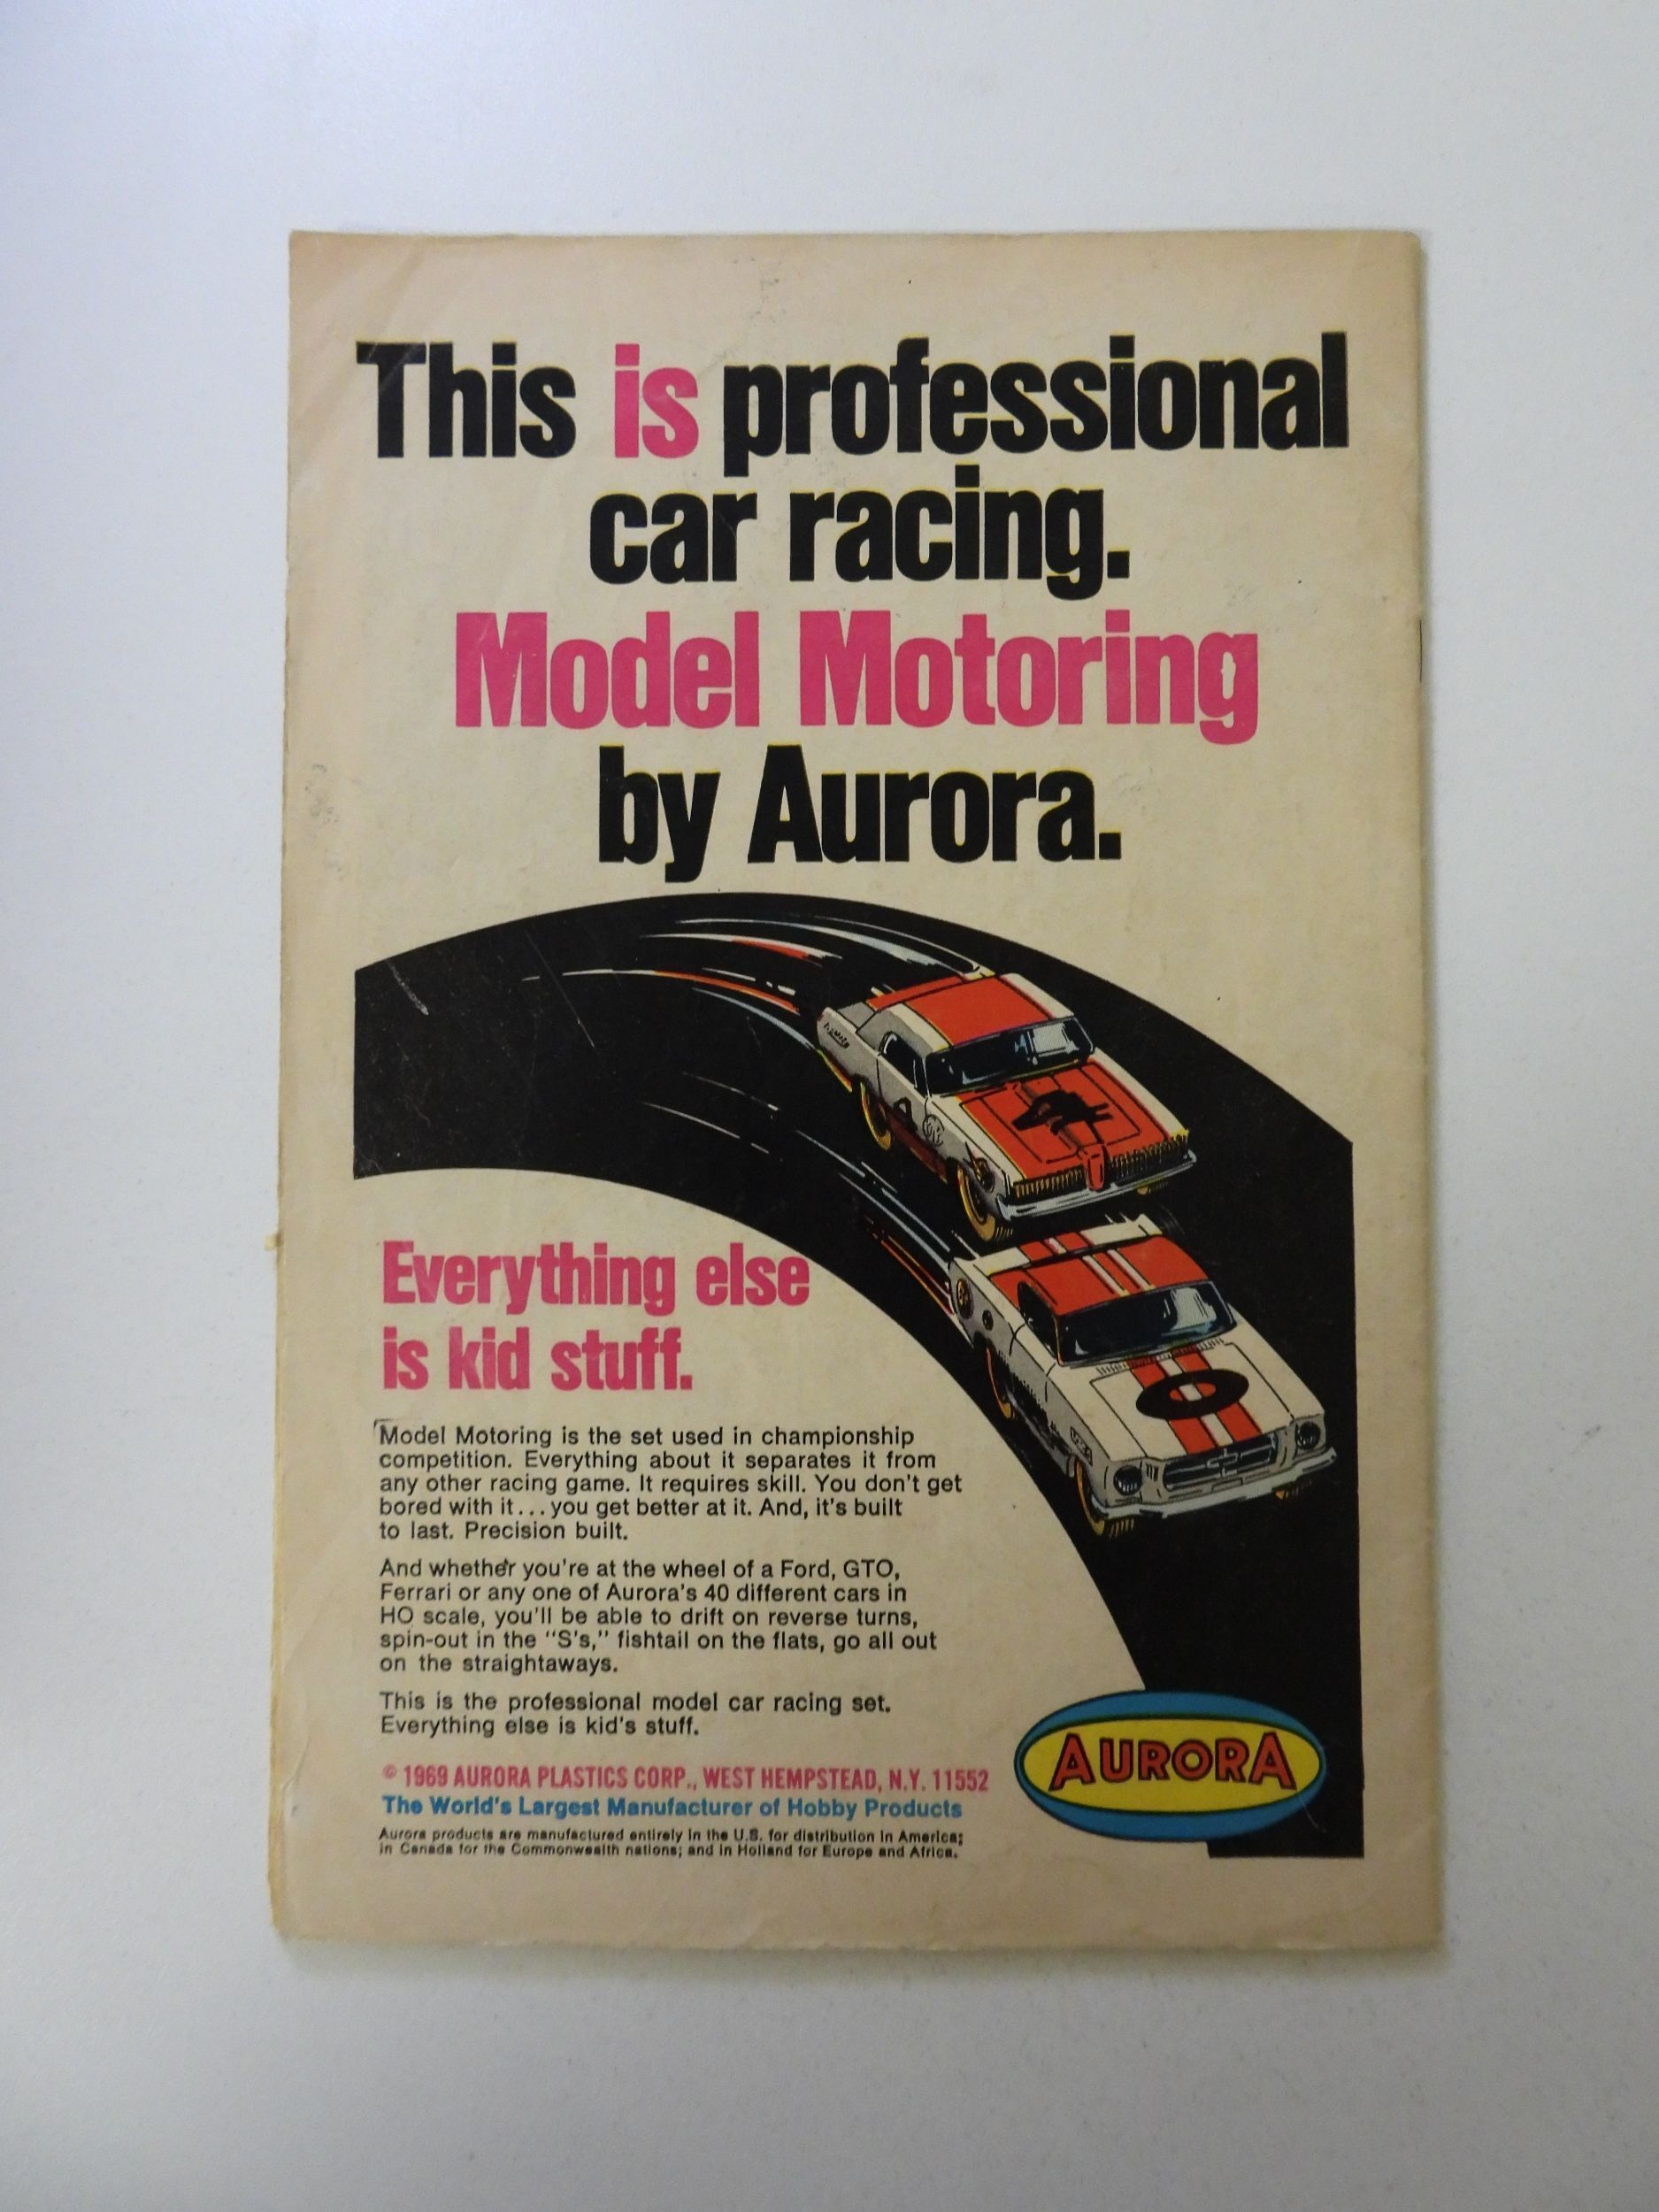 This is professional
car racing.
Model Motoring
by Aurora.
Everything else
is kid stuff.
Model Motoring is the set used in championship
competition. Everything about it separates it from
any other racing game. It requires skill. You don't get
bored with it...you get better at it. And, it's built
to last. Precision built.
And whether you're at the wheel of a Ford, GTO,
Ferrari or any one of Aurora's 40 different cars in
HO scale, you'll be able to drift on reverse turns,
spin-out in the "S's," fishtail on the flats, go all out
on the straightaways.
This is the professional model car racing set.
Everything else is kid's stuff.
© 1969 AURORA PLASTICS CORP., WEST HEMPSTEAD, N.Y. 11552
The World's Largest Manufacturer of Hobby Products
Aurora products are manufactured entirely in the U.S. for distribution in America;
in Canada for the Commonwealth nations; and in Holland for Europe and Africa.
AURORA